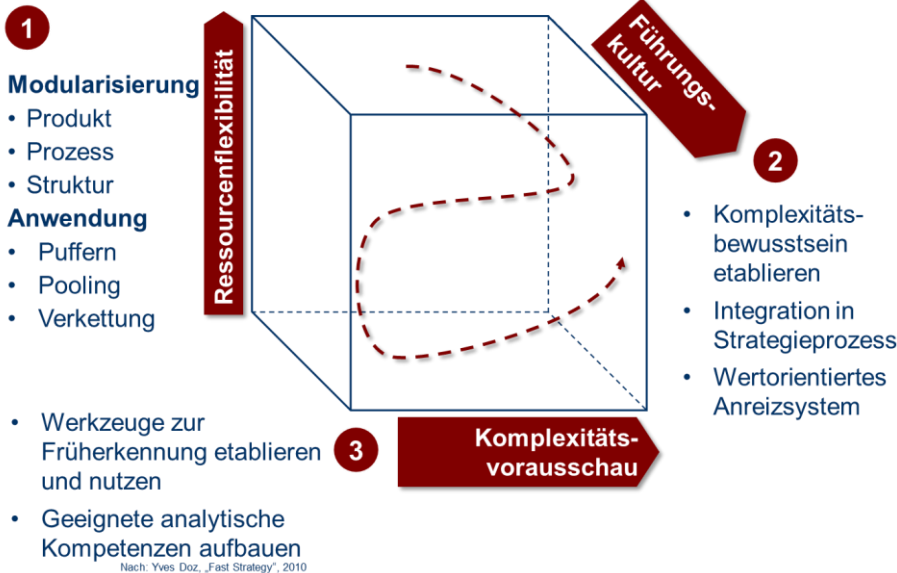 1
Modularisierung
• Produkt
• Prozess
• Struktur
Anwendung
• Puffern
• Pooling
• Verkettung
Ressourcenflexibilität
Führungs-
kultur
2
• Komplexitäts-
bewusstsein
etablieren
• Integration in
Strategieprozess
• Wertorientiertes
Anreizsystem
• Werkzeuge zur
Früherkennung etablieren
und nutzen
• Geeignete analytische
Kompetenzen aufbauen
3
Komplexitäts-
vorausschau
Nach: Yves Doz, „Fast Strategy", 2010